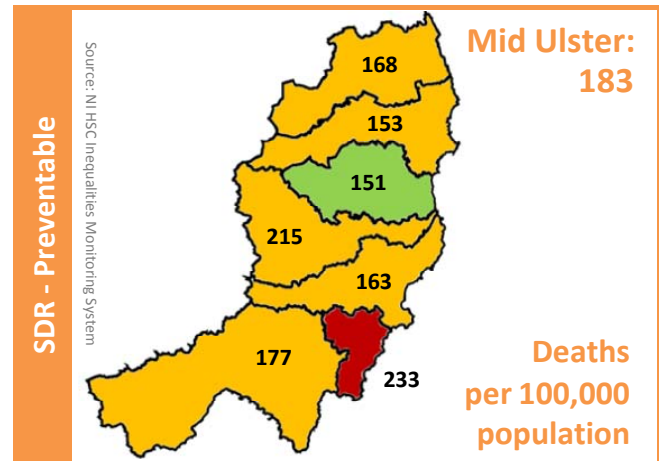 SDR - Preventable
Source: NI HSC Inequalities Monitoring System
Mid Ulster:
183
168
153
151
215
163
177
233
Deaths
per 100,000
population